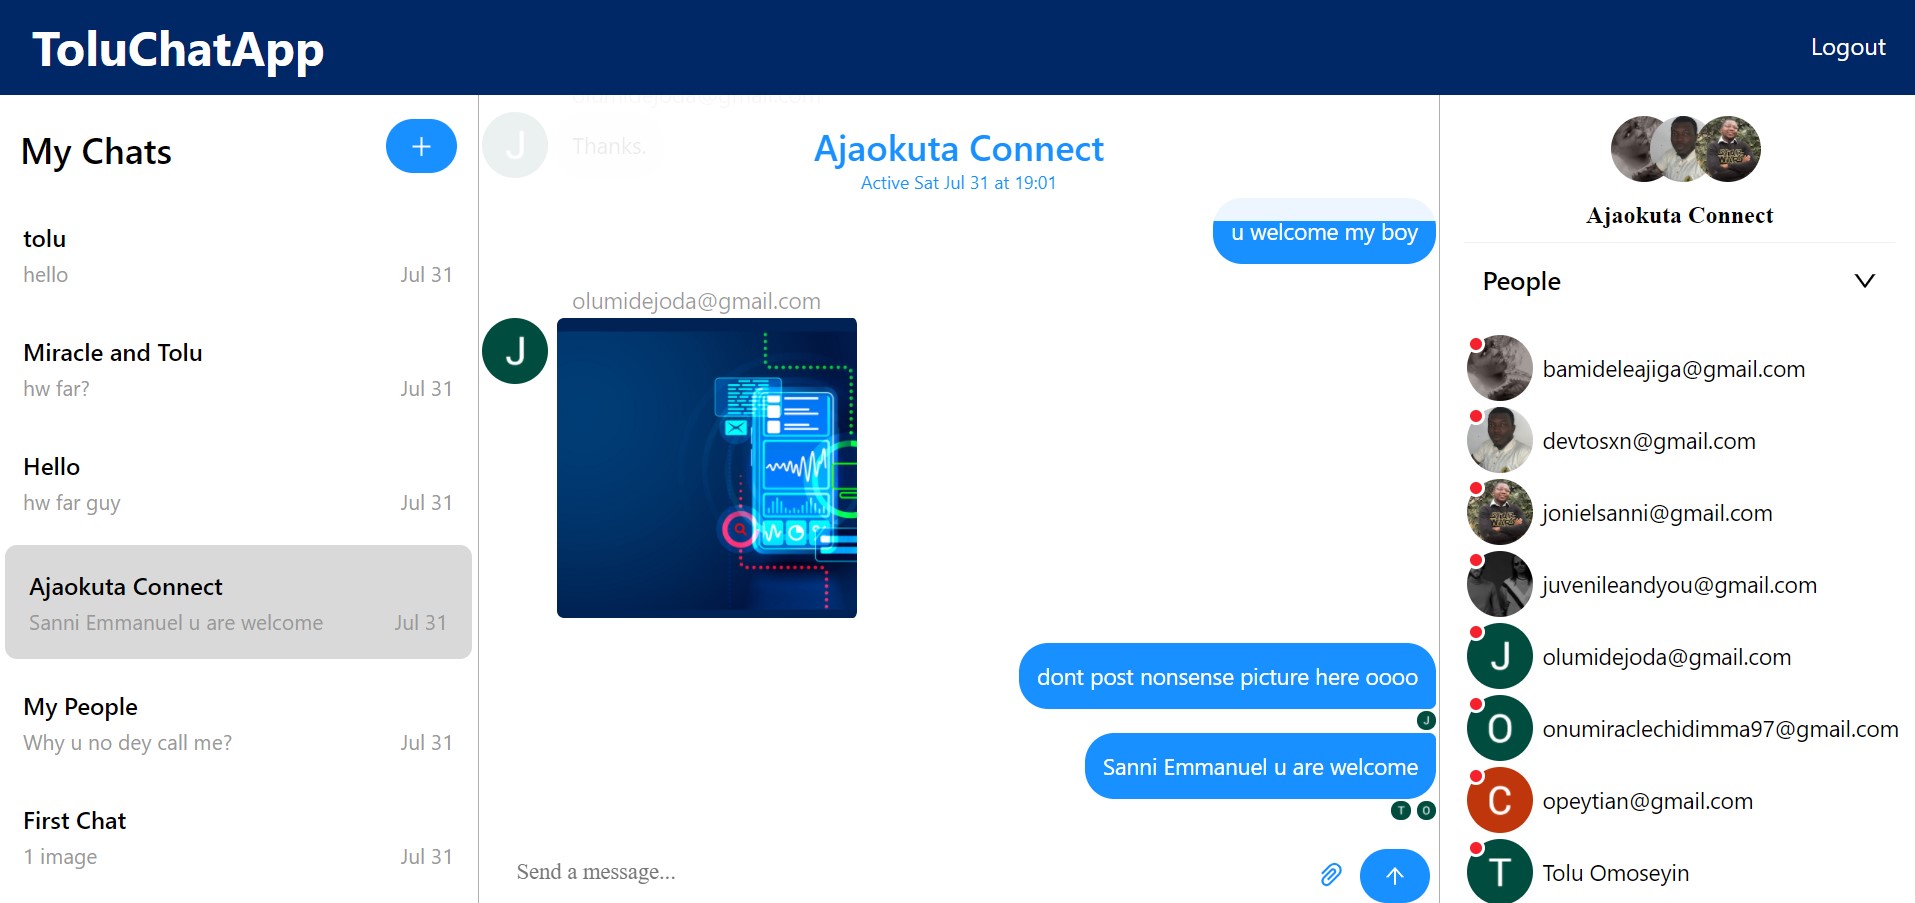 ToluChatApp
Logout
My Chats
+
tolu
hello
Jul 31
Miracle and Tolu
hw far?
Jul 31
Hello
hw far guy
Jul 31
Ajaokuta Connect
Sanni Emmanuel u are welcome
Jul 31
My People
Why u no dey call me?
Jul 31
First Chat
1 image
Jul 31
olumidejoda@gmail.com
J
Thanks.
Ajaokuta Connect
Active Sat Jul 31 at 19:01
u welcome my boy
olumidejoda@gmail.com
J
dont post nonsense picture here oooo
J
Sanni Emmanuel u are welcome
T O
Send a message...
Ajaokuta Connect
People
bamideleajiga@gmail.com
devtosxn@gmail.com
jonielsanni@gmail.com
juvenileandyou@gmail.com
J olumidejoda@gmail.com
O onumiraclechidimma97@gmail.com
C opeytian@gmail.com
T Tolu Omoseyin